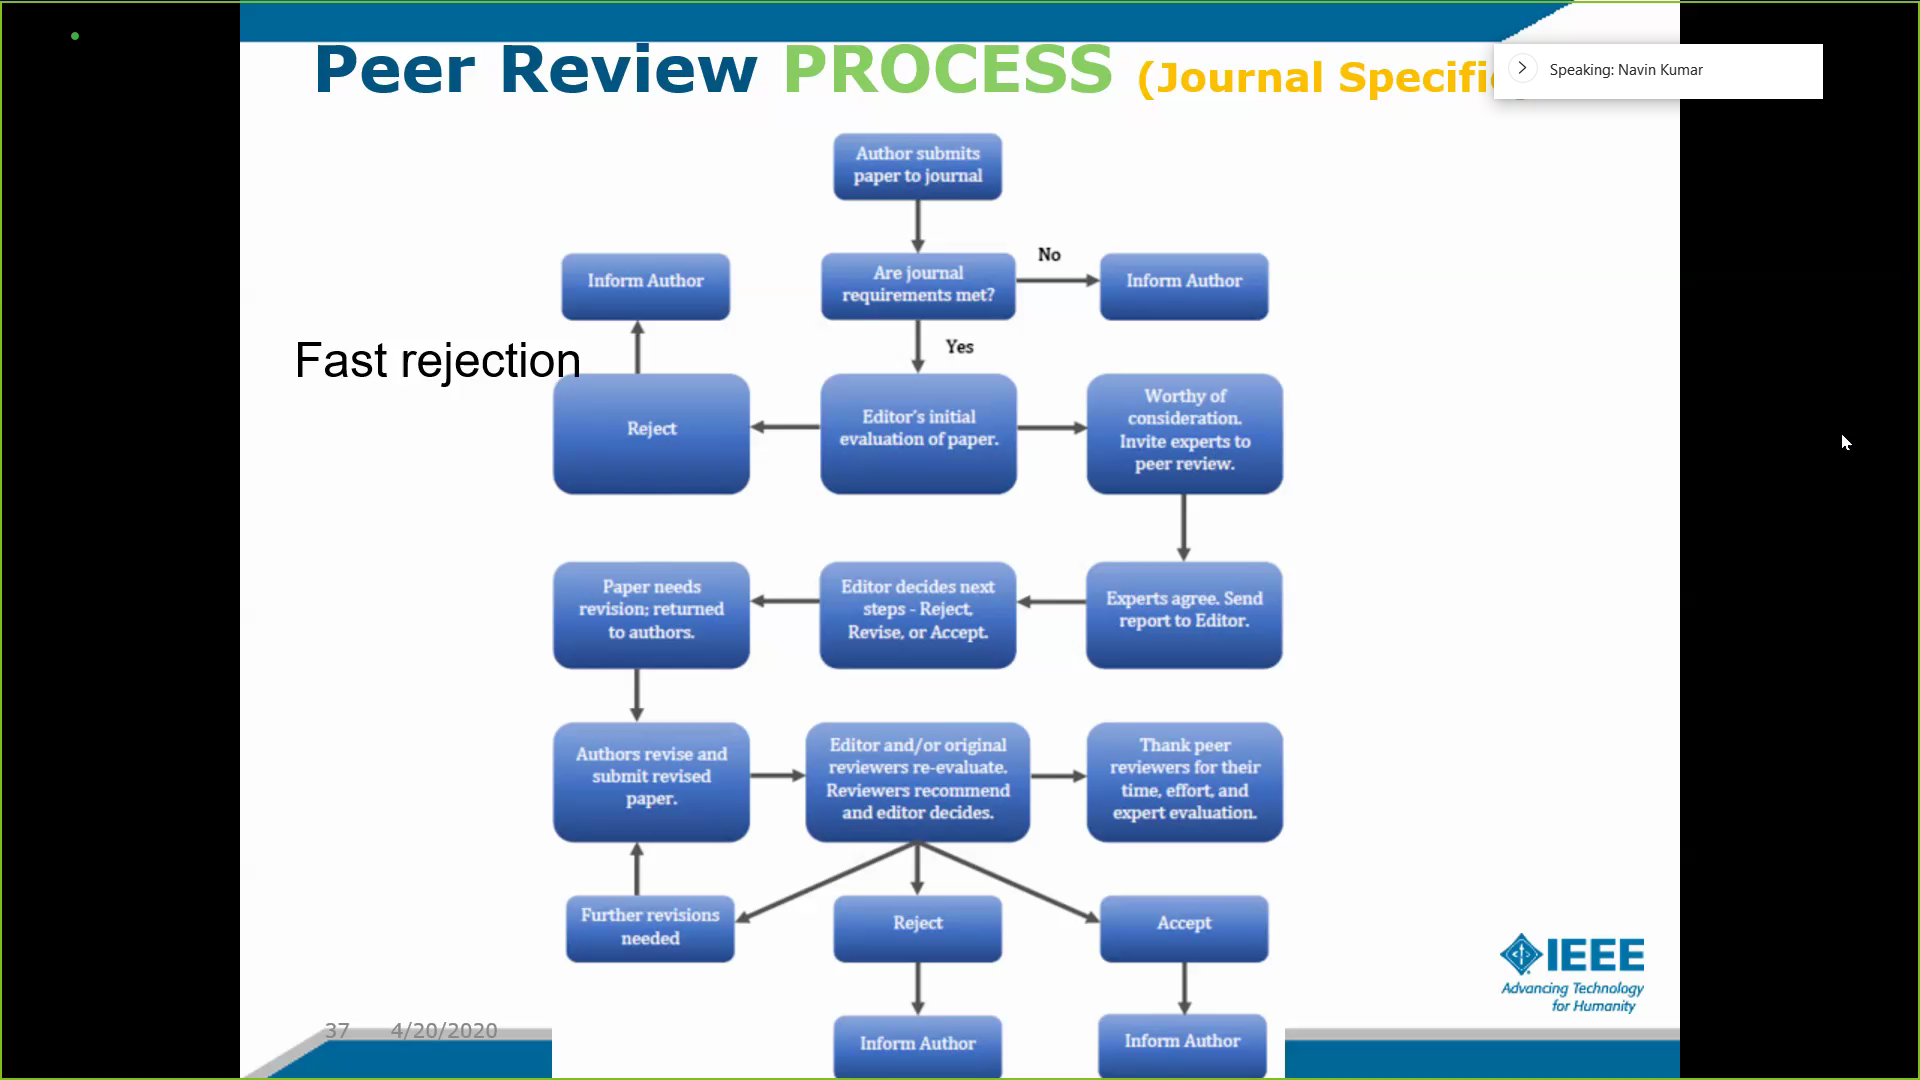 Peer Review PROCESS (Journal Specific)
Speaking: Navin Kumar
Author submits
paper to journal
Inform Author
Are journal
requirements met?
No
Inform Author
Yes
Fast rejection
Reject
Editor's initial
evaluation of paper.
Worthy of
consideration.
Invite experts to
peer review.
Paper needs
revision; returned
to authors.
Editor decides next
steps - Reject,
Revise, or Accept.
Experts agree. Send
report to Editor.
Authors revise and
submit revised
paper.
Editor and/or original
reviewers re-evaluate.
Reviewers recommend
and editor decides.
Thank peer
reviewers for their
time, effort, and
expert evaluation.
Further revisions
needed
Reject
Accept
IEEE
Advancing Technology
for Humanity
37 4/20/2020
Inform Author
Inform Author